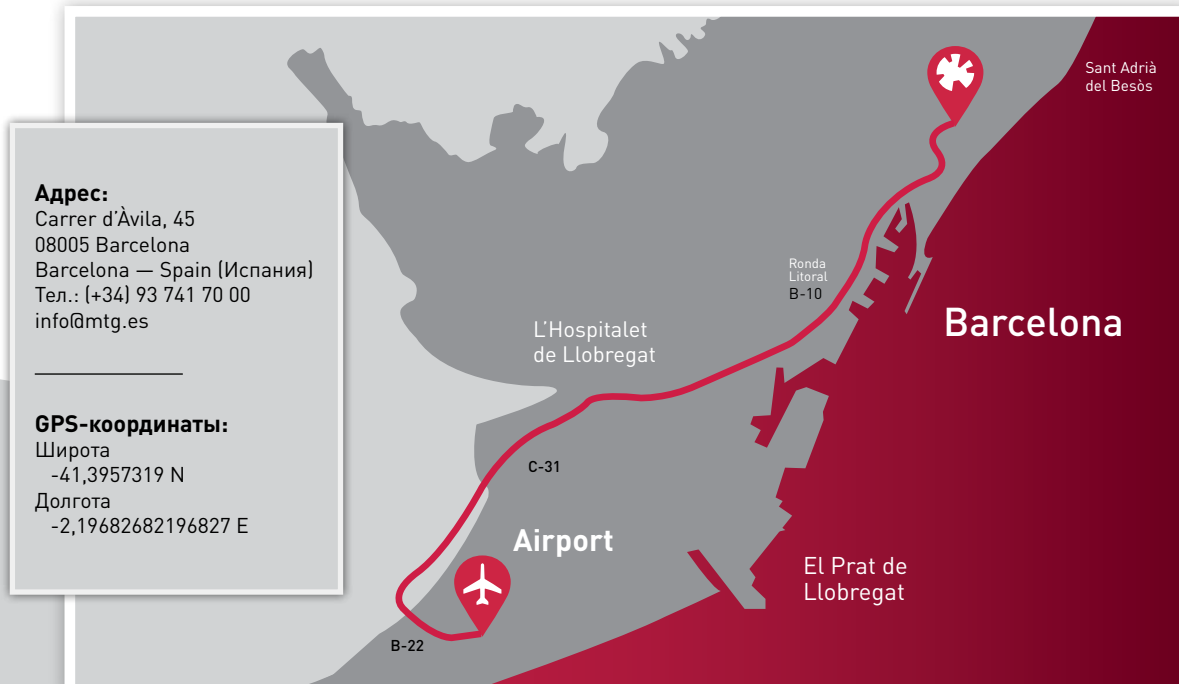 Адрес:
Carrer d'Àvila, 45
08005 Barcelona
Barcelona — Spain (Испания)
Тел.: (+34) 93 741 70 00
info@mtg.es
GPS-координаты:
Широта
-41,3957319 N
Долгота
-2,19682682196827 E
Sant Adrià
del Besòs
Ronda
Litoral
B-10
Barcelona
L'Hospitalet
de Llobregat
C-31
Airport
El Prat de
Llobregat
B-22